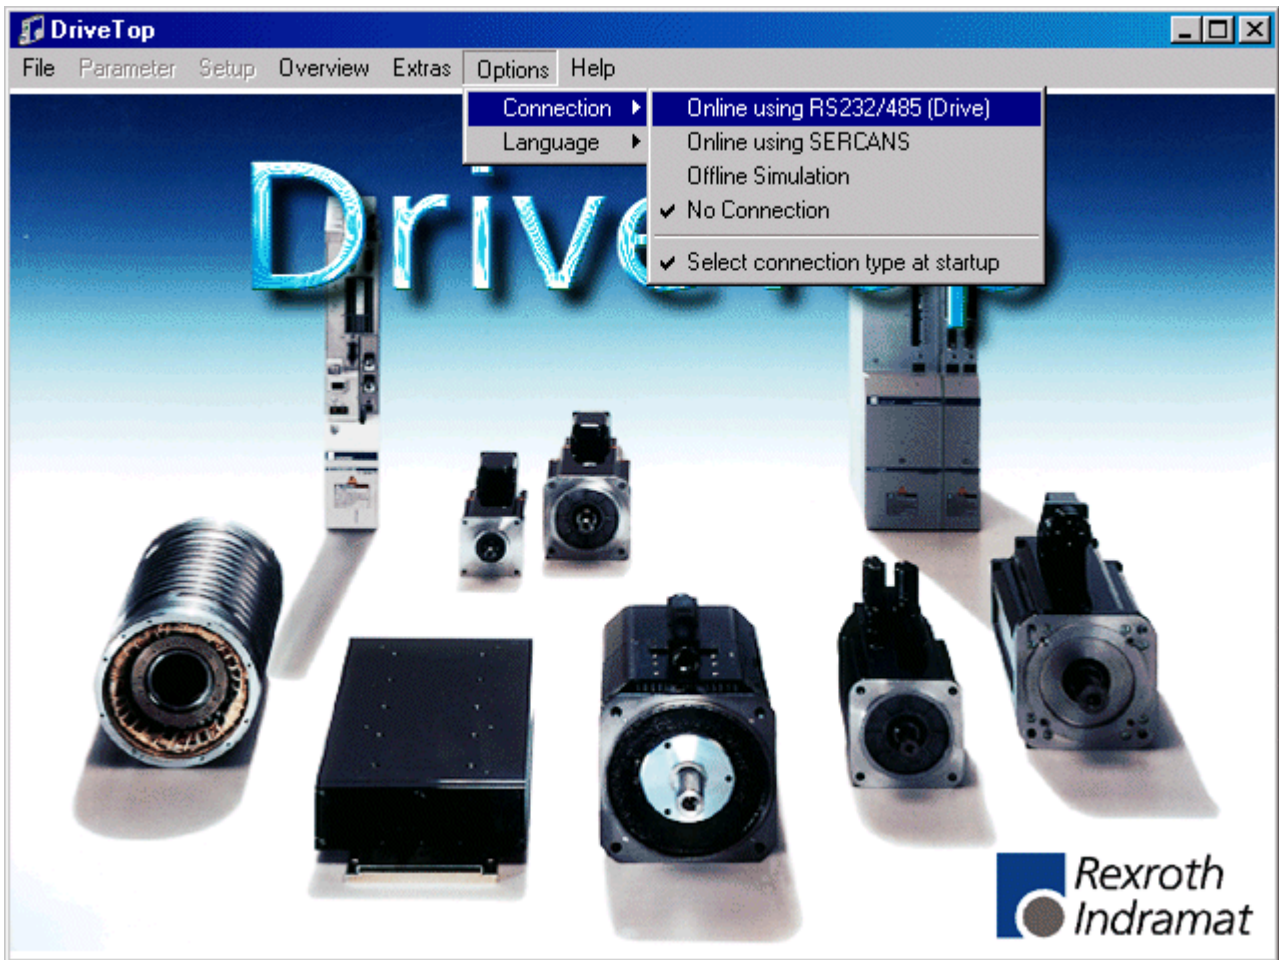 DriveTop
File Parameter Setup Overview Extras Options Help
Connection
Language
Online using RS232/485 (Drive)
Online using SERCANS
Offline Simulation
No Connection
Select connection type at startup
Drive
Rexroth
Indramat